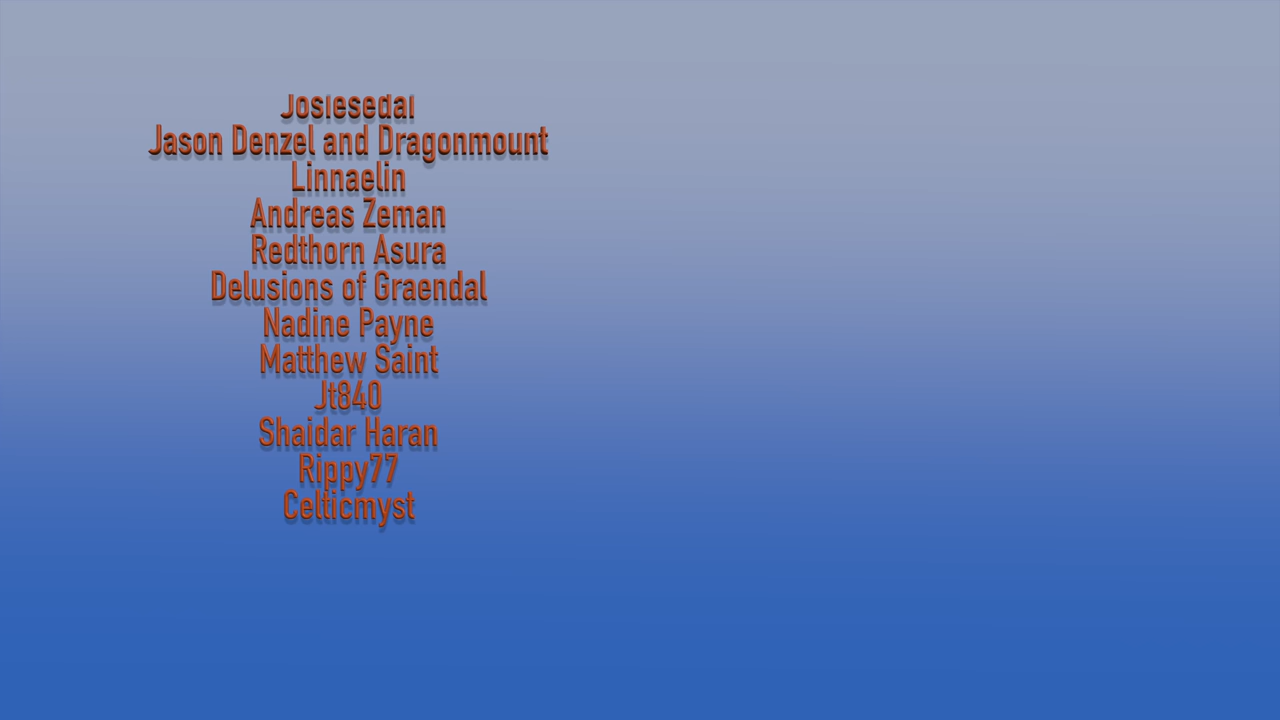 Josiesedai
Jason Denzel and Dragonmount
Linnaelin
Andreas Zeman
Redthorn Asura
Delusions of Graendal
Nadine Payne
Matthew Saint
Jt840
Shaidar Haran
Rippy77
Celticmyst